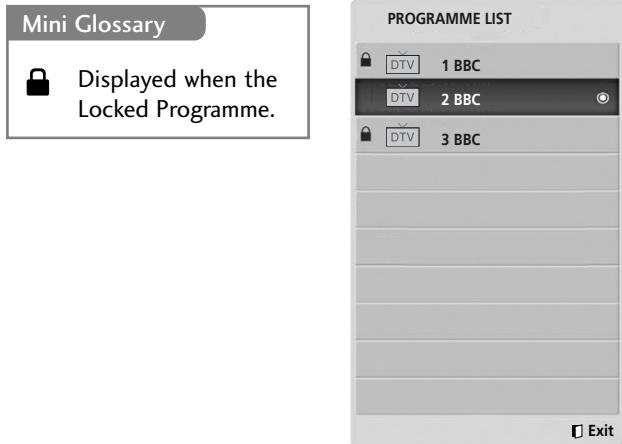 Mini Glossary
Displayed when the
Locked Programme.
PROGRAMME LIST
DTV 1 BBC
DTV 2 BBC
DTV 3 BBC
Exit